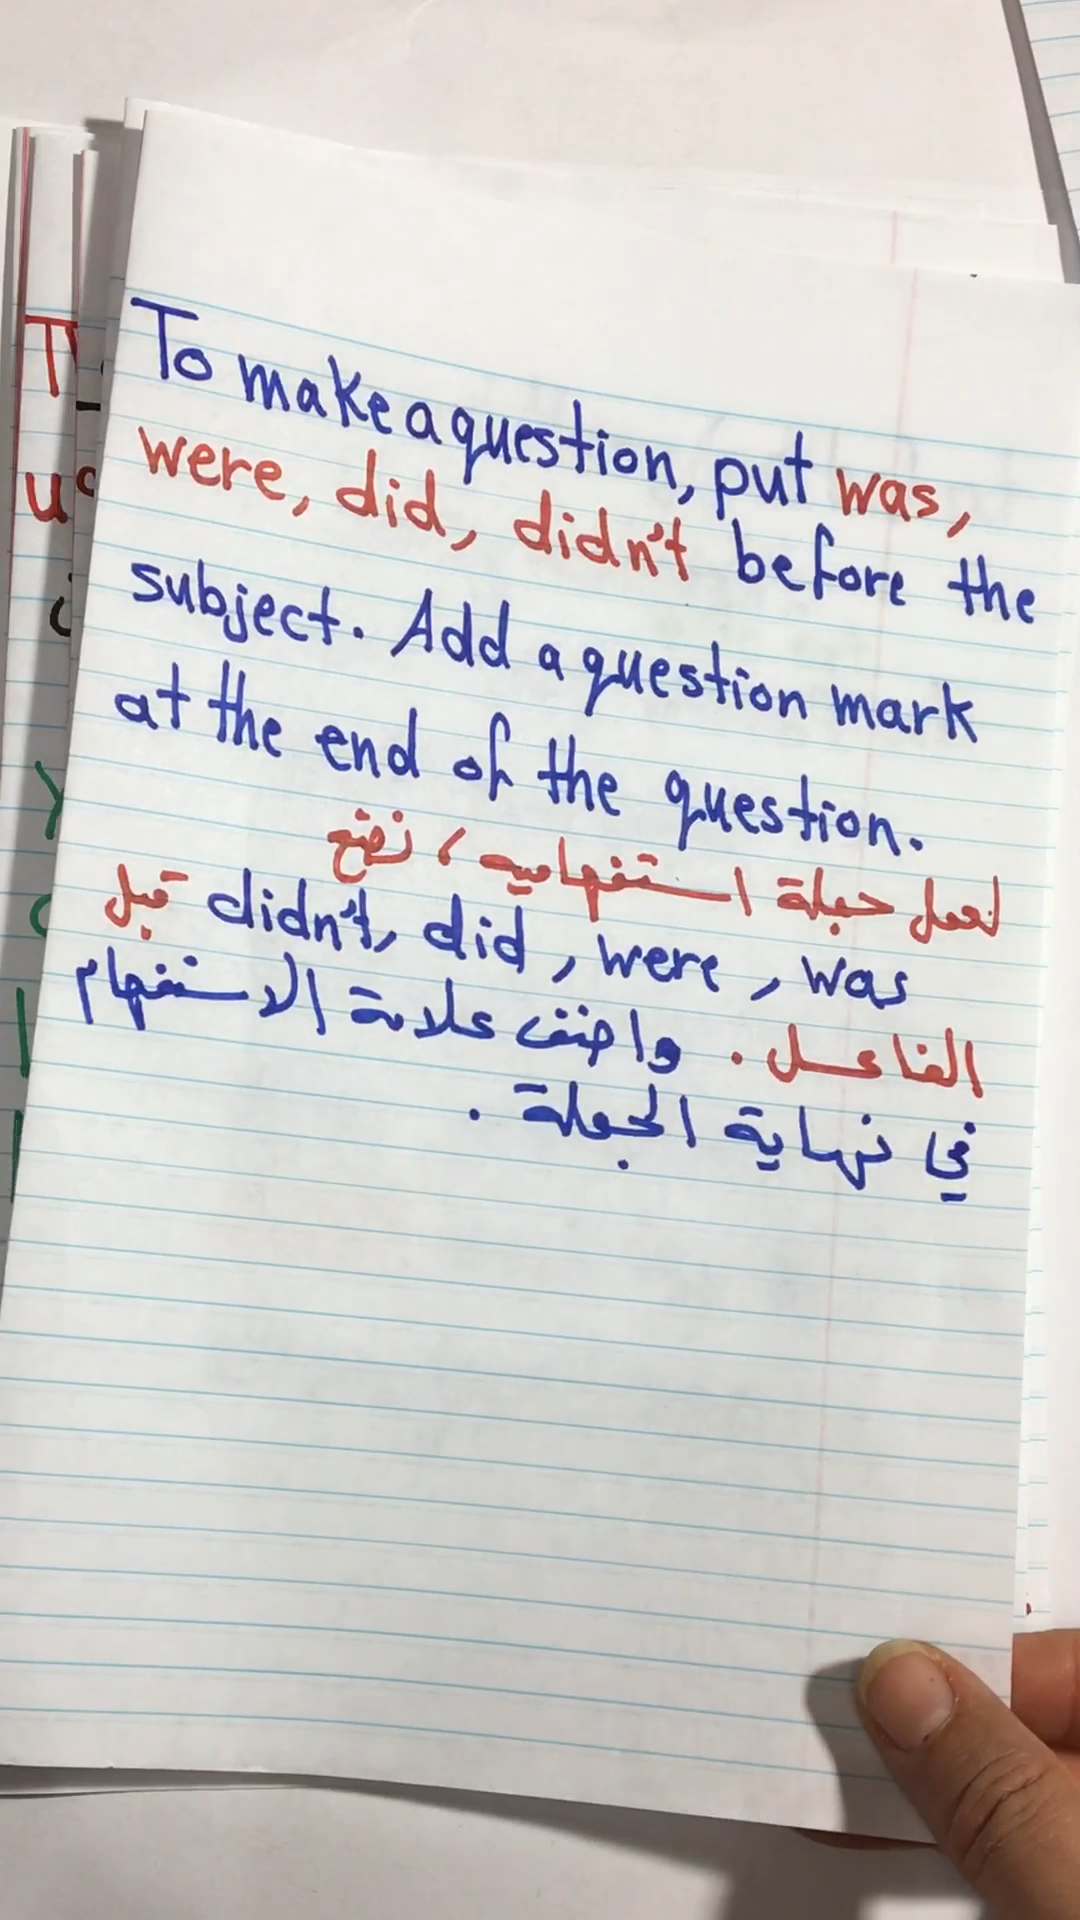 To make a question, put was,
were, did, didn't before the
subject. Add a question mark
at the end of the question.
لعمل جملة استفهاميه، نضع
was, were, did, didn't قبل
الفاعل. واضف علامة الاستفهام
في نهاية الجملة.